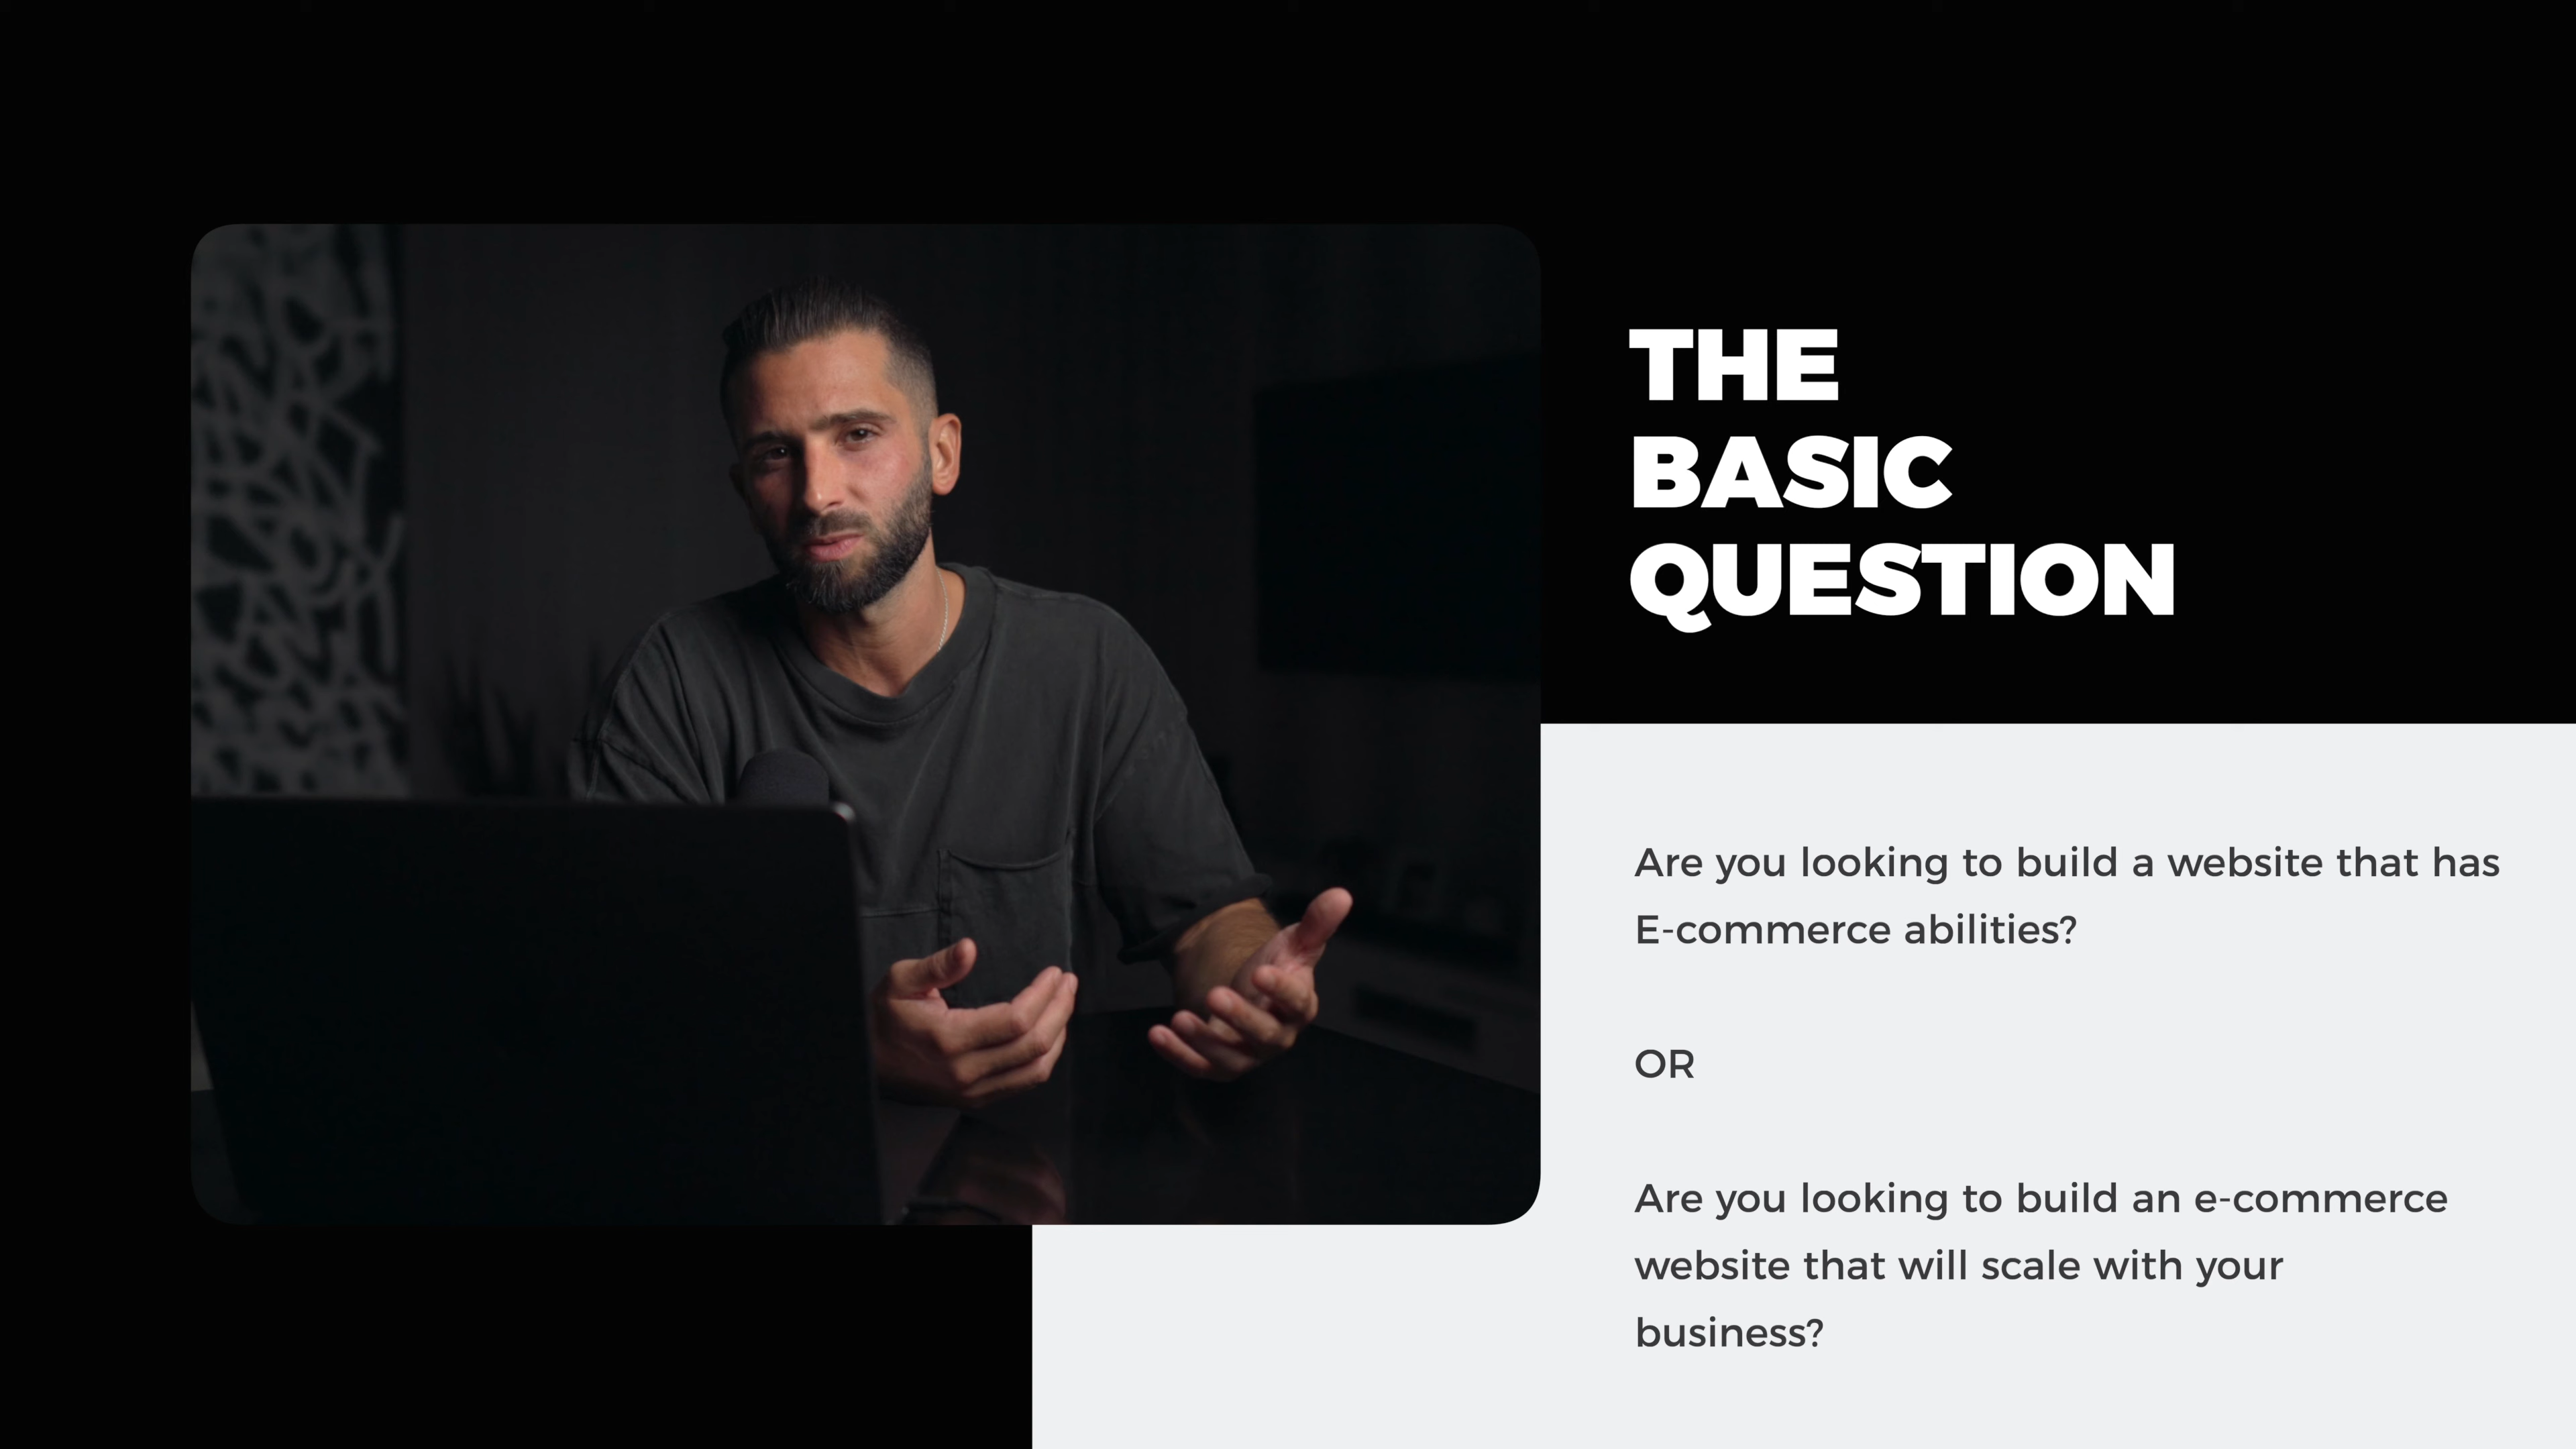 THE
BASIC
QUESTION
Are you looking to build a website that has
E-commerce abilities?
OR
Are you looking to build an e-commerce
website that will scale with your
business?